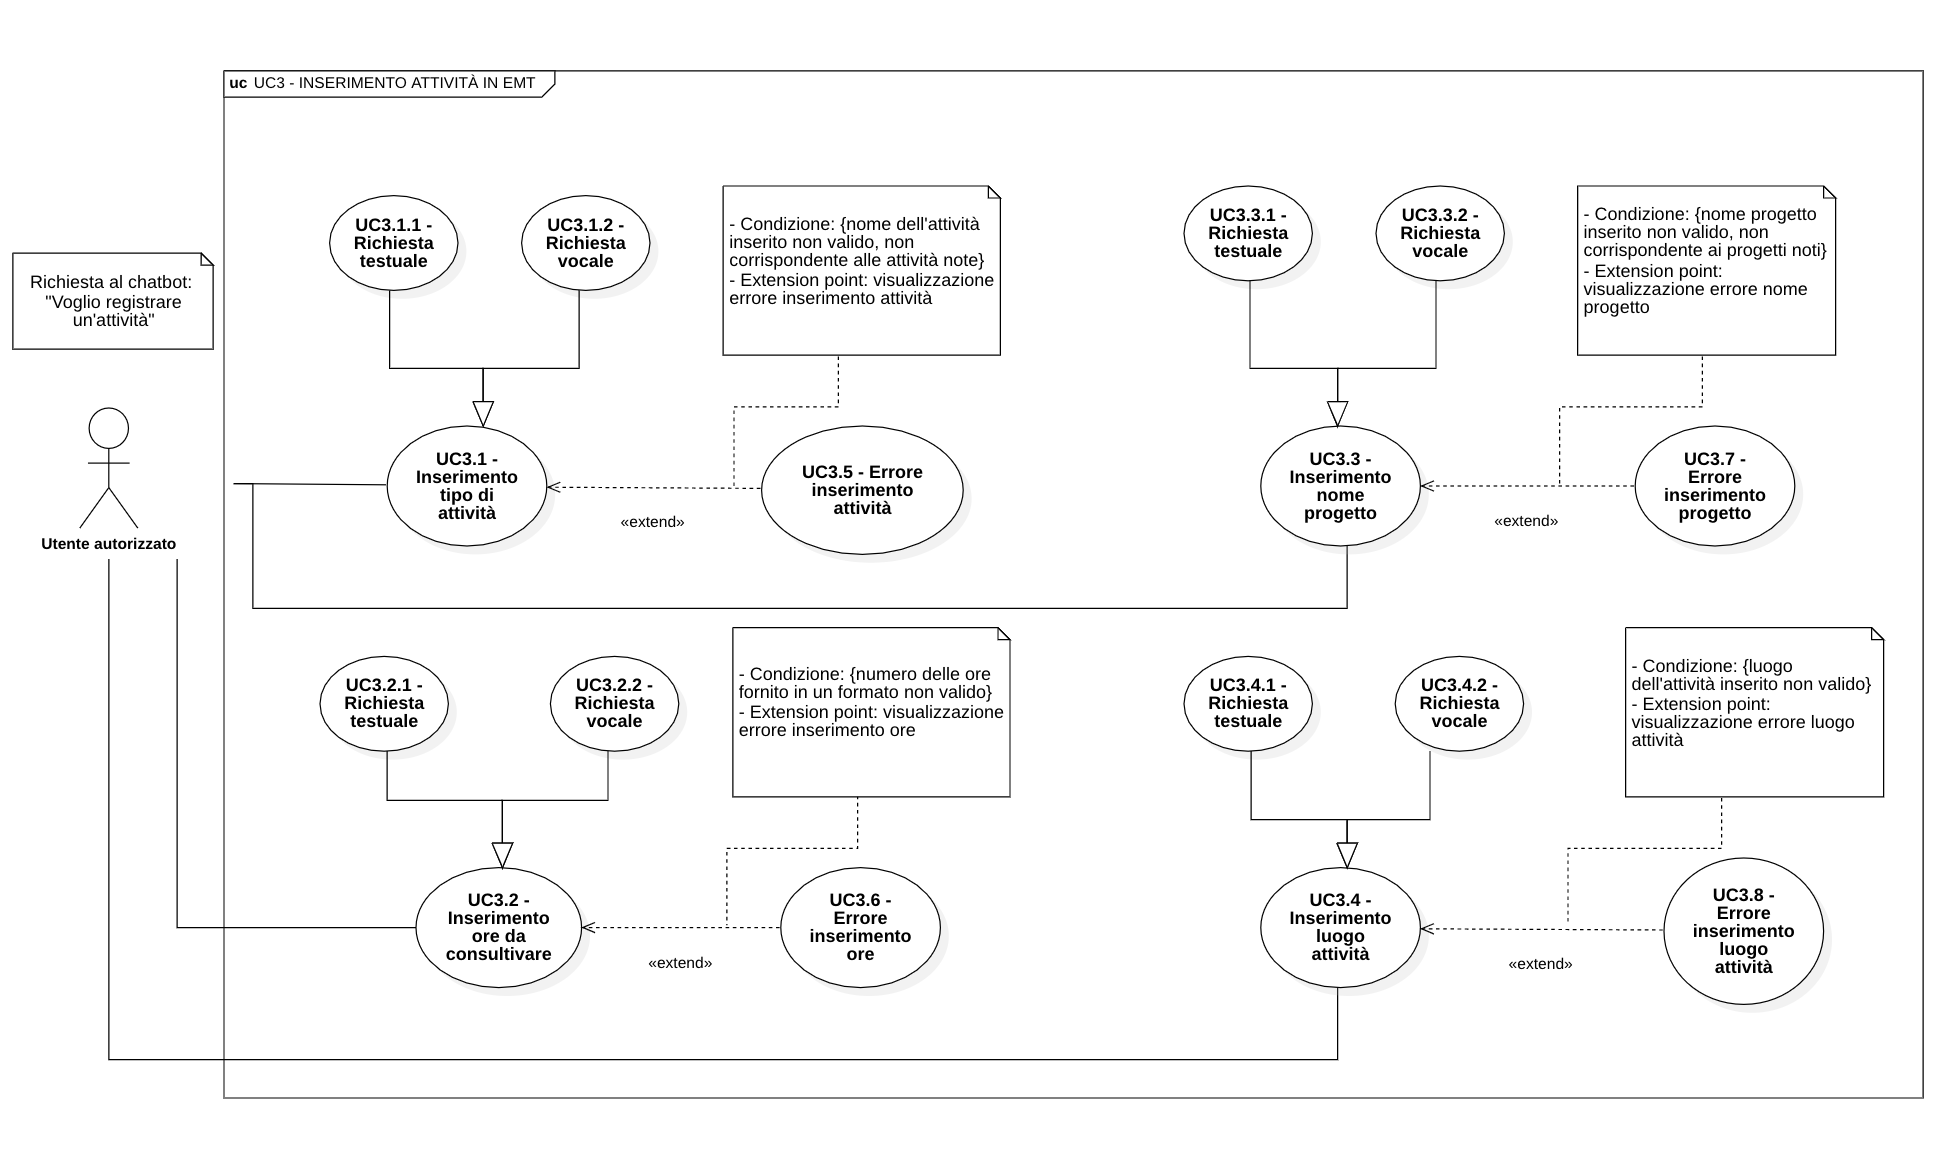 uc UC3 - INSERIMENTO ATTIVITÀ IN EMT
Richiesta al chatbot:
"Voglio registrare
un'attività"
Utente autorizzato
UC3.1.1 -
Richiesta
testuale
UC3.1.2 -
Richiesta
vocale
- Condizione: {nome dell'attività
inserito non valido, non
corrispondente alle attività note}
- Extension point: visualizzazione
errore inserimento attività
UC3.3.1 -
Richiesta
testuale
UC3.3.2 -
Richiesta
vocale
- Condizione: {nome progetto
inserito non valido, non
corrispondente ai progetti noti}
- Extension point:
visualizzazione errore nome
progetto
UC3.1 -
Inserimento
tipo di
attività
«extend»
UC3.5 - Errore
inserimento
attività
UC3.3 -
Inserimento
nome
progetto
«extend»
UC3.7 -
Errore
inserimento
progetto
UC3.2.1 -
Richiesta
testuale
UC3.2.2 -
Richiesta
vocale
- Condizione: {numero delle ore
fornito in un formato non valido}
- Extension point: visualizzazione
errore inserimento ore
UC3.4.1 -
Richiesta
testuale
UC3.4.2 -
Richiesta
vocale
- Condizione: {luogo
dell'attività inserito non valido}
- Extension point:
visualizzazione errore luogo
attività
UC3.2 -
Inserimento
ore da
consultivare
«extend»
UC3.6 -
Errore
inserimento
ore
UC3.4 -
Inserimento
luogo
attività
«extend»
UC3.8 -
Errore
inserimento
luogo
attività